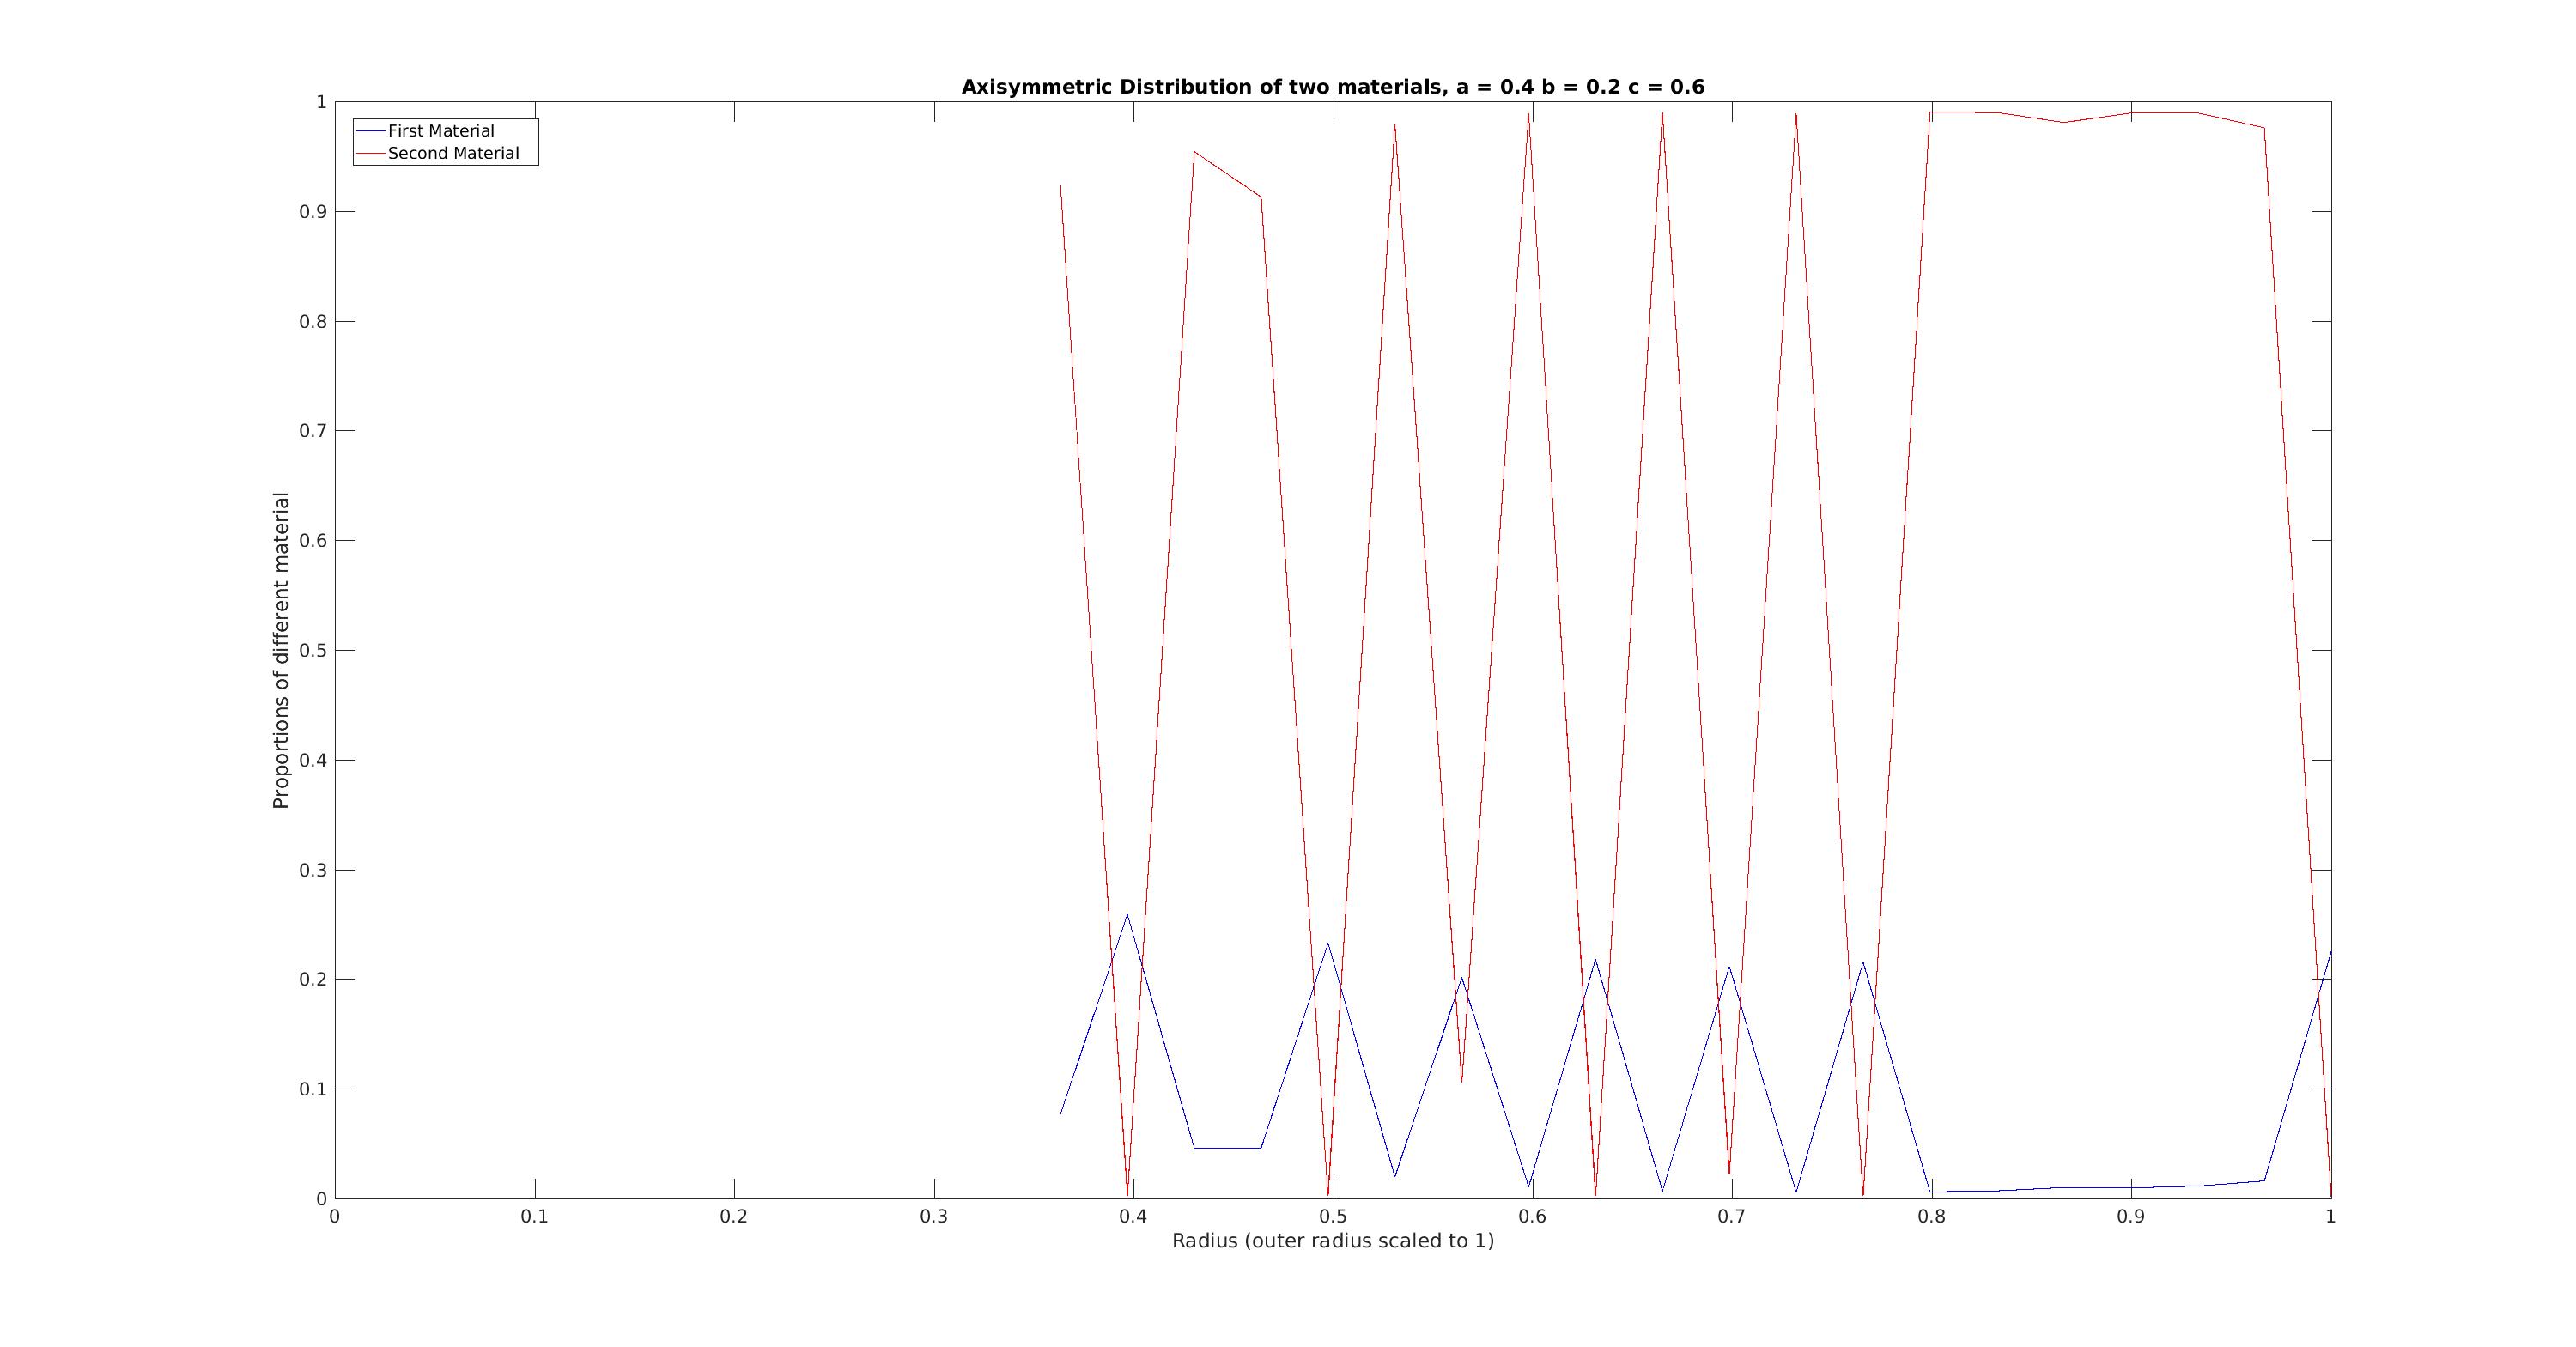 Axisymmetric Distribution of two materials, a = 0.4 b = 0.2 c = 0.6
First Material
Second Material
1
0.9
0.8
0.7
0.6
0.5
0.4
0.3
0.2
0.1
0
Proportions of different material
0 0.1 0.2 0.3 0.4 0.5 0.6 0.7 0.8 0.9 1
Radius (outer radius scaled to 1)